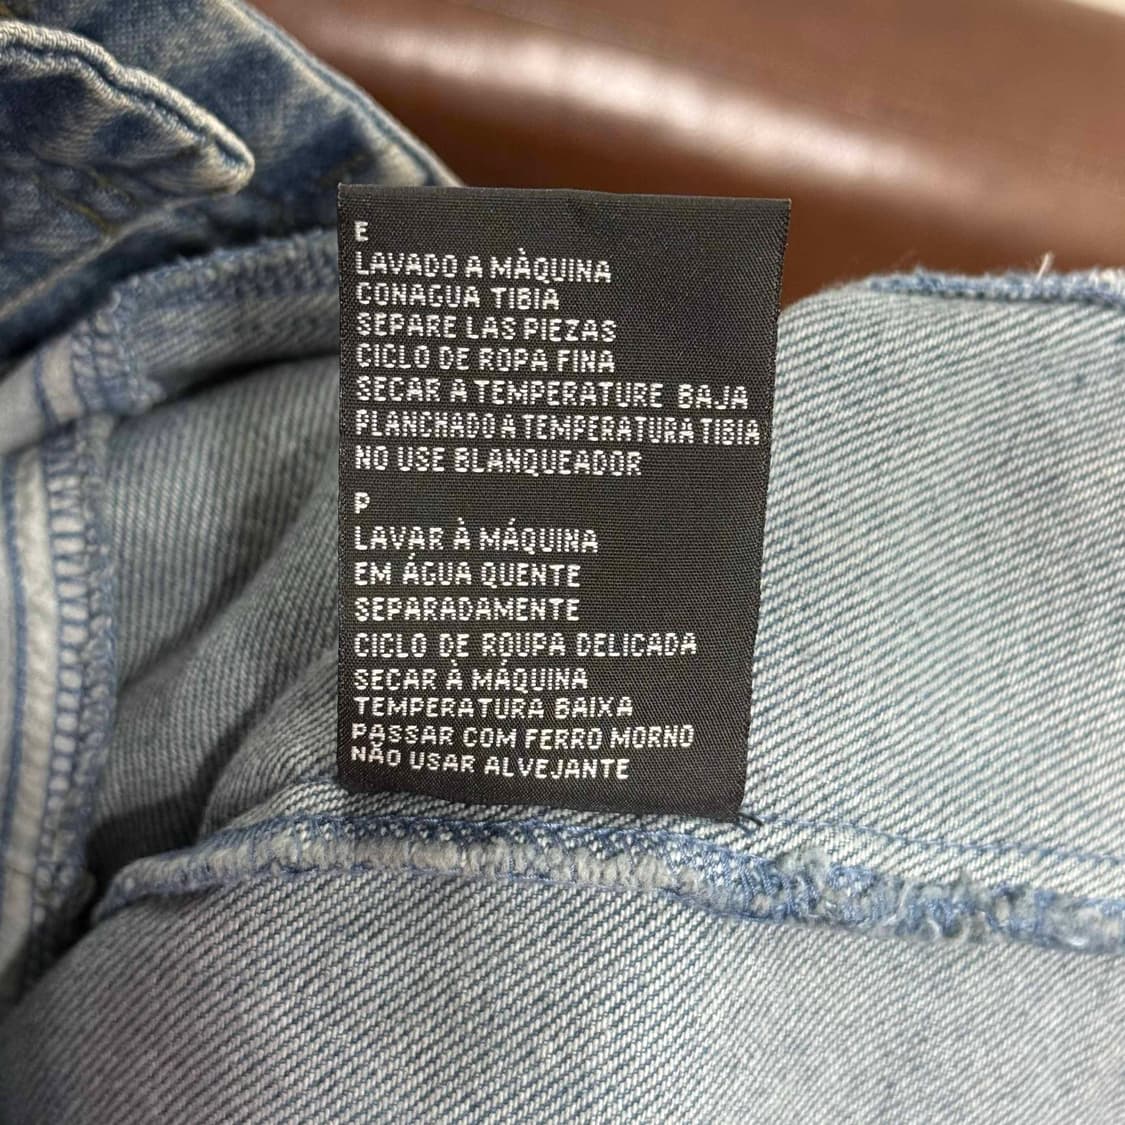 E
LAVADO A MÀQUINA
CONAGUA TIBIA
SEPARE LAS PIEZAS
CICLO DE ROPA FINA
SECAR A TEMPERATURE BAJA
PLANCHADO A TEMPERATURA TIBIA
NO USE BLANQUEADOR
P
LAVAR À MÁQUINA
EM ÁGUA QUENTE
SEPARADAMENTE
CICLO DE ROUPA DELICADA
SECAR À MÁQUINA
TEMPERATURA BAIXA
PASSAR COM FERRO MORNO
NÃO USAR ALVEJANTE